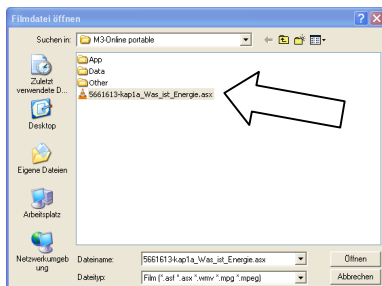 Filmdatei öffnen
Suchen in:
M3-Online portable
App
Data
Other
5661613-kap1a_Was_ist_Energie.asx
Zuletzt
verwendete D...
Desktop
Eigene Dateien
Arbeitsplatz
Netzwerkumgeb
ung
Dateiname:
5661613-kap1a_Was_ist_Energie.asx
Öffnen
Dateityp:
Film (*.asf *.asx *.wmv *.mpg *.mpeg)
Abbrechen